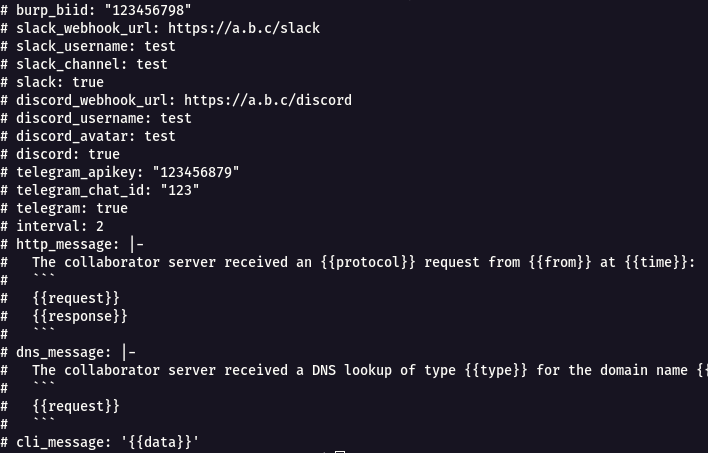 # burp_biid: "123456798"
# slack_webhook_url: https://a.b.c/slack
# slack_username: test
# slack_channel: test
# slack: true
# discord_webhook_url: https://a.b.c/discord
# discord_username: test
# discord_avatar: test
# discord: true
# telegram_apikey: "123456879"
# telegram_chat_id: "123"
# telegram: true
# interval: 2
# http_message: |-
#   The collaborator server received an {{protocol}} request from {{from}} at {{time}}:
#   ```
#   {{request}}
#   {{response}}
#   ```
# dns_message: |-
#   The collaborator server received a DNS lookup of type {{type}} for the domain name {{
#   ```
#   {{request}}
#   ```
# cli_message: '{{data}}'